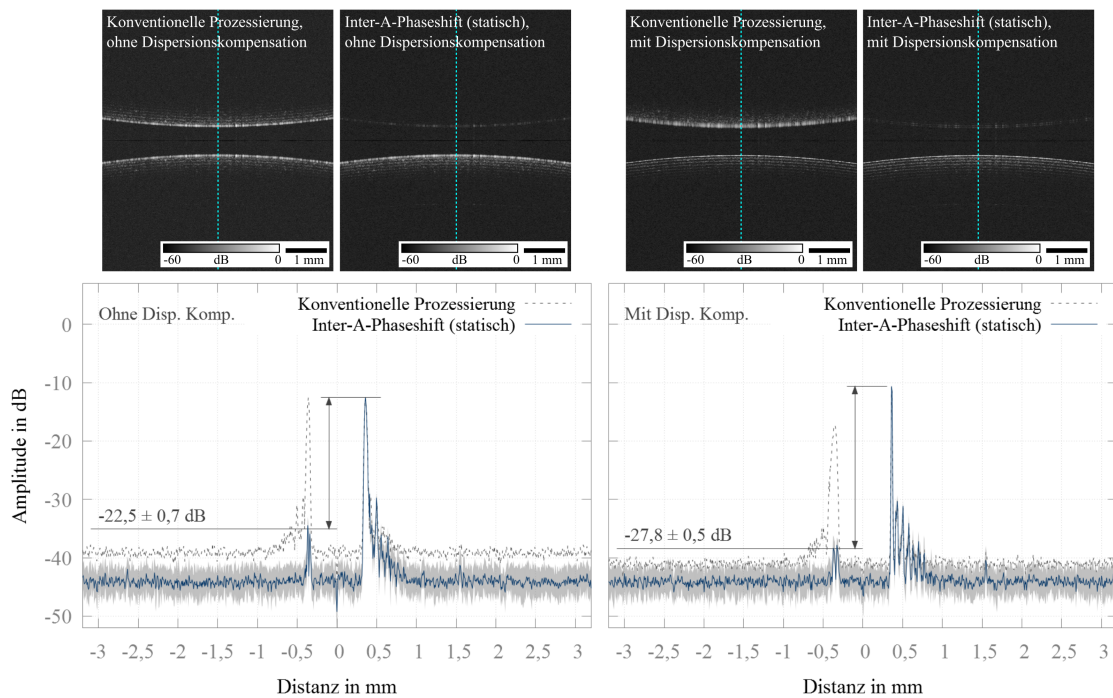 Konventionelle Prozessierung,
ohne Dispersionskompensation
Inter-A-Phaseshift (statisch),
ohne Dispersionskompensation
Konventionelle Prozessierung,
mit Dispersionskompensation
Inter-A-Phaseshift (statisch),
mit Dispersionskompensation
-60 dB 0 1 mm
-60 dB 0 1 mm
-60 dB 0 1 mm
-60 dB 0 1 mm
Amplitude in dB
0
-10
-20
-30
-40
-50
Ohne Disp. Komp.
Konventionelle Prozessierung
Inter-A-Phaseshift (statisch)
-22,5 ± 0,7 dB
-3 -2,5 -2 -1,5 -1 -0,5 0 0,5 1 1,5 2 2,5 3
Distanz in mm
Mit Disp. Komp.
Konventionelle Prozessierung
Inter-A-Phaseshift (statisch)
-27,8 ± 0,5 dB
-3 -2,5 -2 -1,5 -1 -0,5 0 0,5 1 1,5 2 2,5 3
Distanz in mm